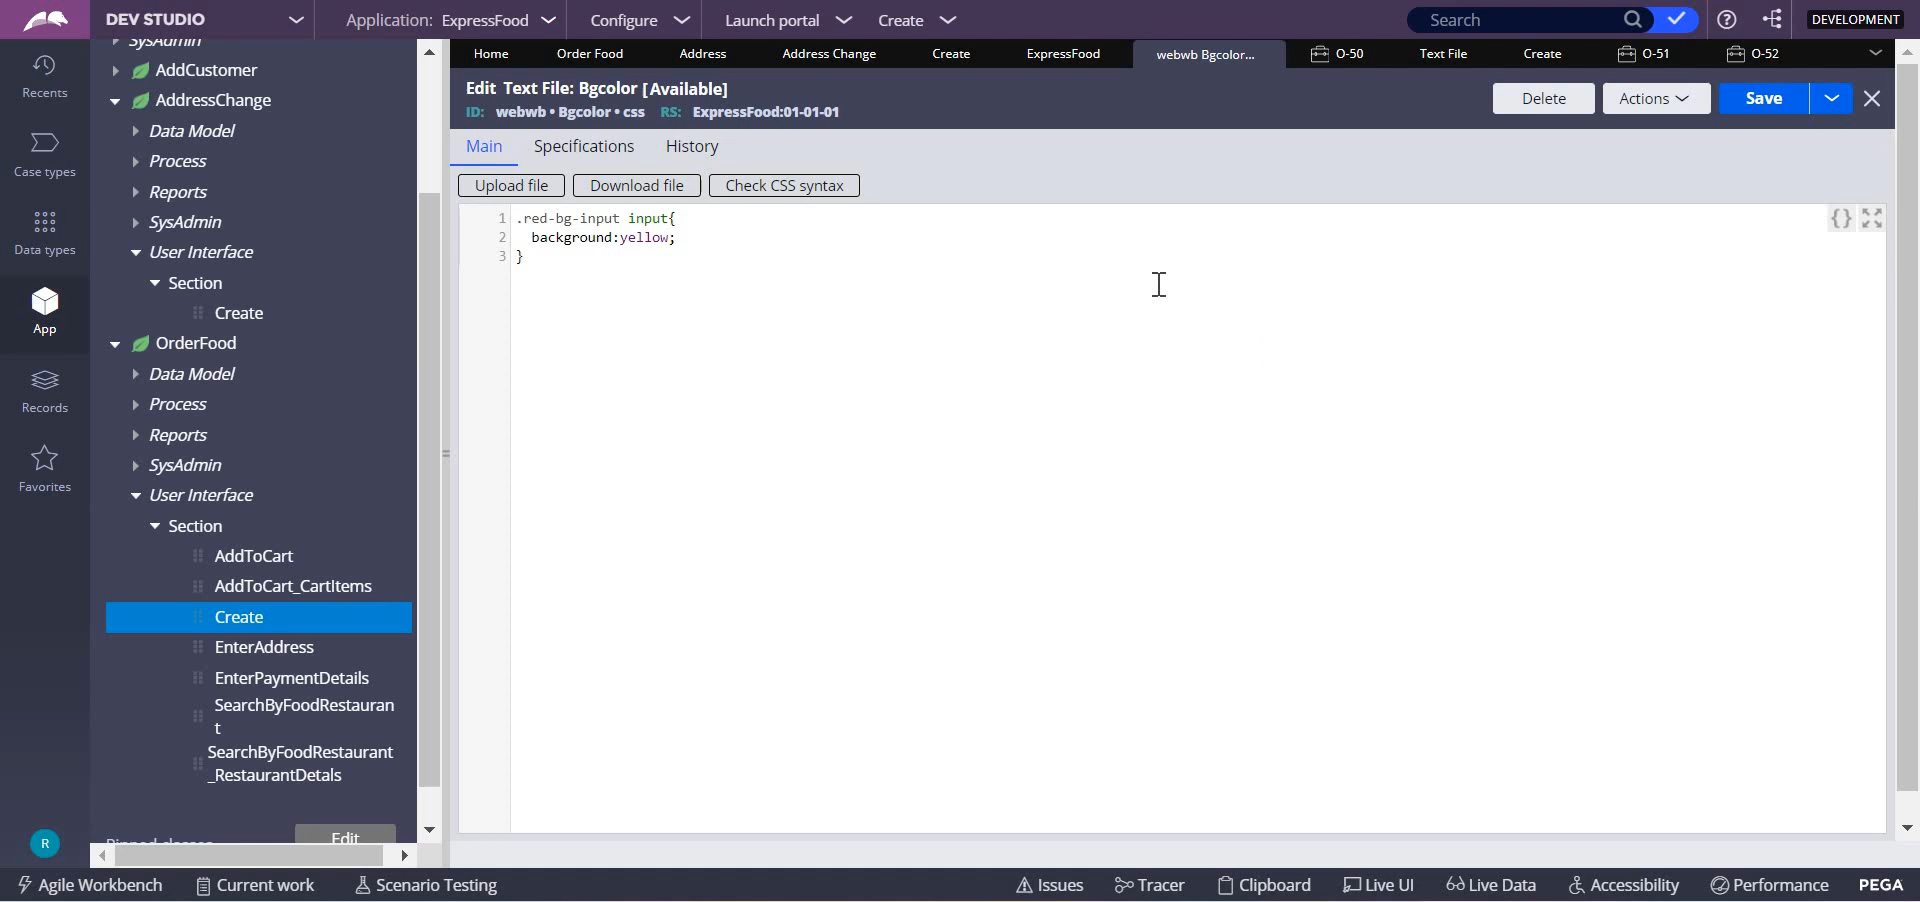 DEV STUDIO
Application: ExpressFood
Configure
Launch portal
Create
Search
DEVELOPMENT
Recents
Case types
Data types
App
Records
Favorites
R
SysAdmin
AddCustomer
AddressChange
Data Model
Process
Reports
SysAdmin
User Interface
Section
Create
OrderFood
Data Model
Process
Reports
SysAdmin
User Interface
Section
AddToCart
AddToCart_CartItems
Create
EnterAddress
EnterPaymentDetails
SearchByFoodRestauran
t
SearchByFoodRestaurant
_RestaurantDetals
Pinned classes
Edit
Home
Order Food
Address
Address Change
Create
ExpressFood
webwb Bgcolor...
O-50
Text File
Create
O-51
O-52
Edit Text File: Bgcolor [Available]
ID: webwb • Bgcolor • css RS: ExpressFood:01-01-01
Delete
Actions
Save
Main
Specifications
History
Upload file
Download file
Check CSS syntax
1 .red-bg-input input{
2 background:yellow;
3 }
{}
Agile Workbench
Current work
Scenario Testing
Issues
Tracer
Clipboard
Live UI
Live Data
Accessibility
Performance
PEGA